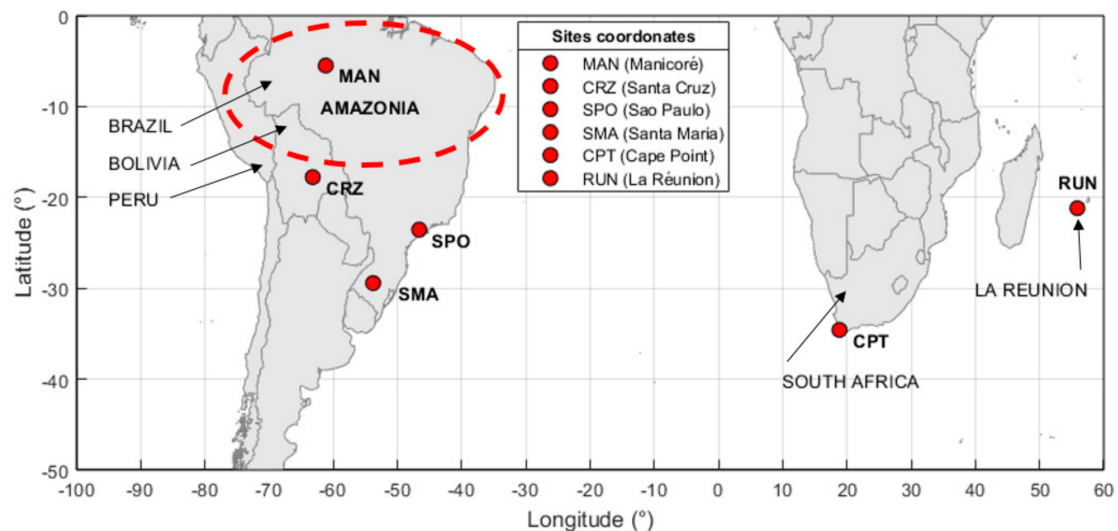 Sites coordonates
MAN (Manicoré)
CRZ (Santa Cruz)
SPO (Sao Paulo)
SMA (Santa Maria)
CPT (Cape Point)
RUN (La Réunion)
MAN
AMAZONIA
BRAZIL
BOLIVIA
PERU
CRZ
SPO
SMA
RUN
LA REUNION
CPT
SOUTH AFRICA
Latitude (°)
0
-10
-20
-30
-40
-50
-100 -90 -80 -70 -60 -50 -40 -30 -20 -10 0 10 20 30 40 50 60
Longitude (°)